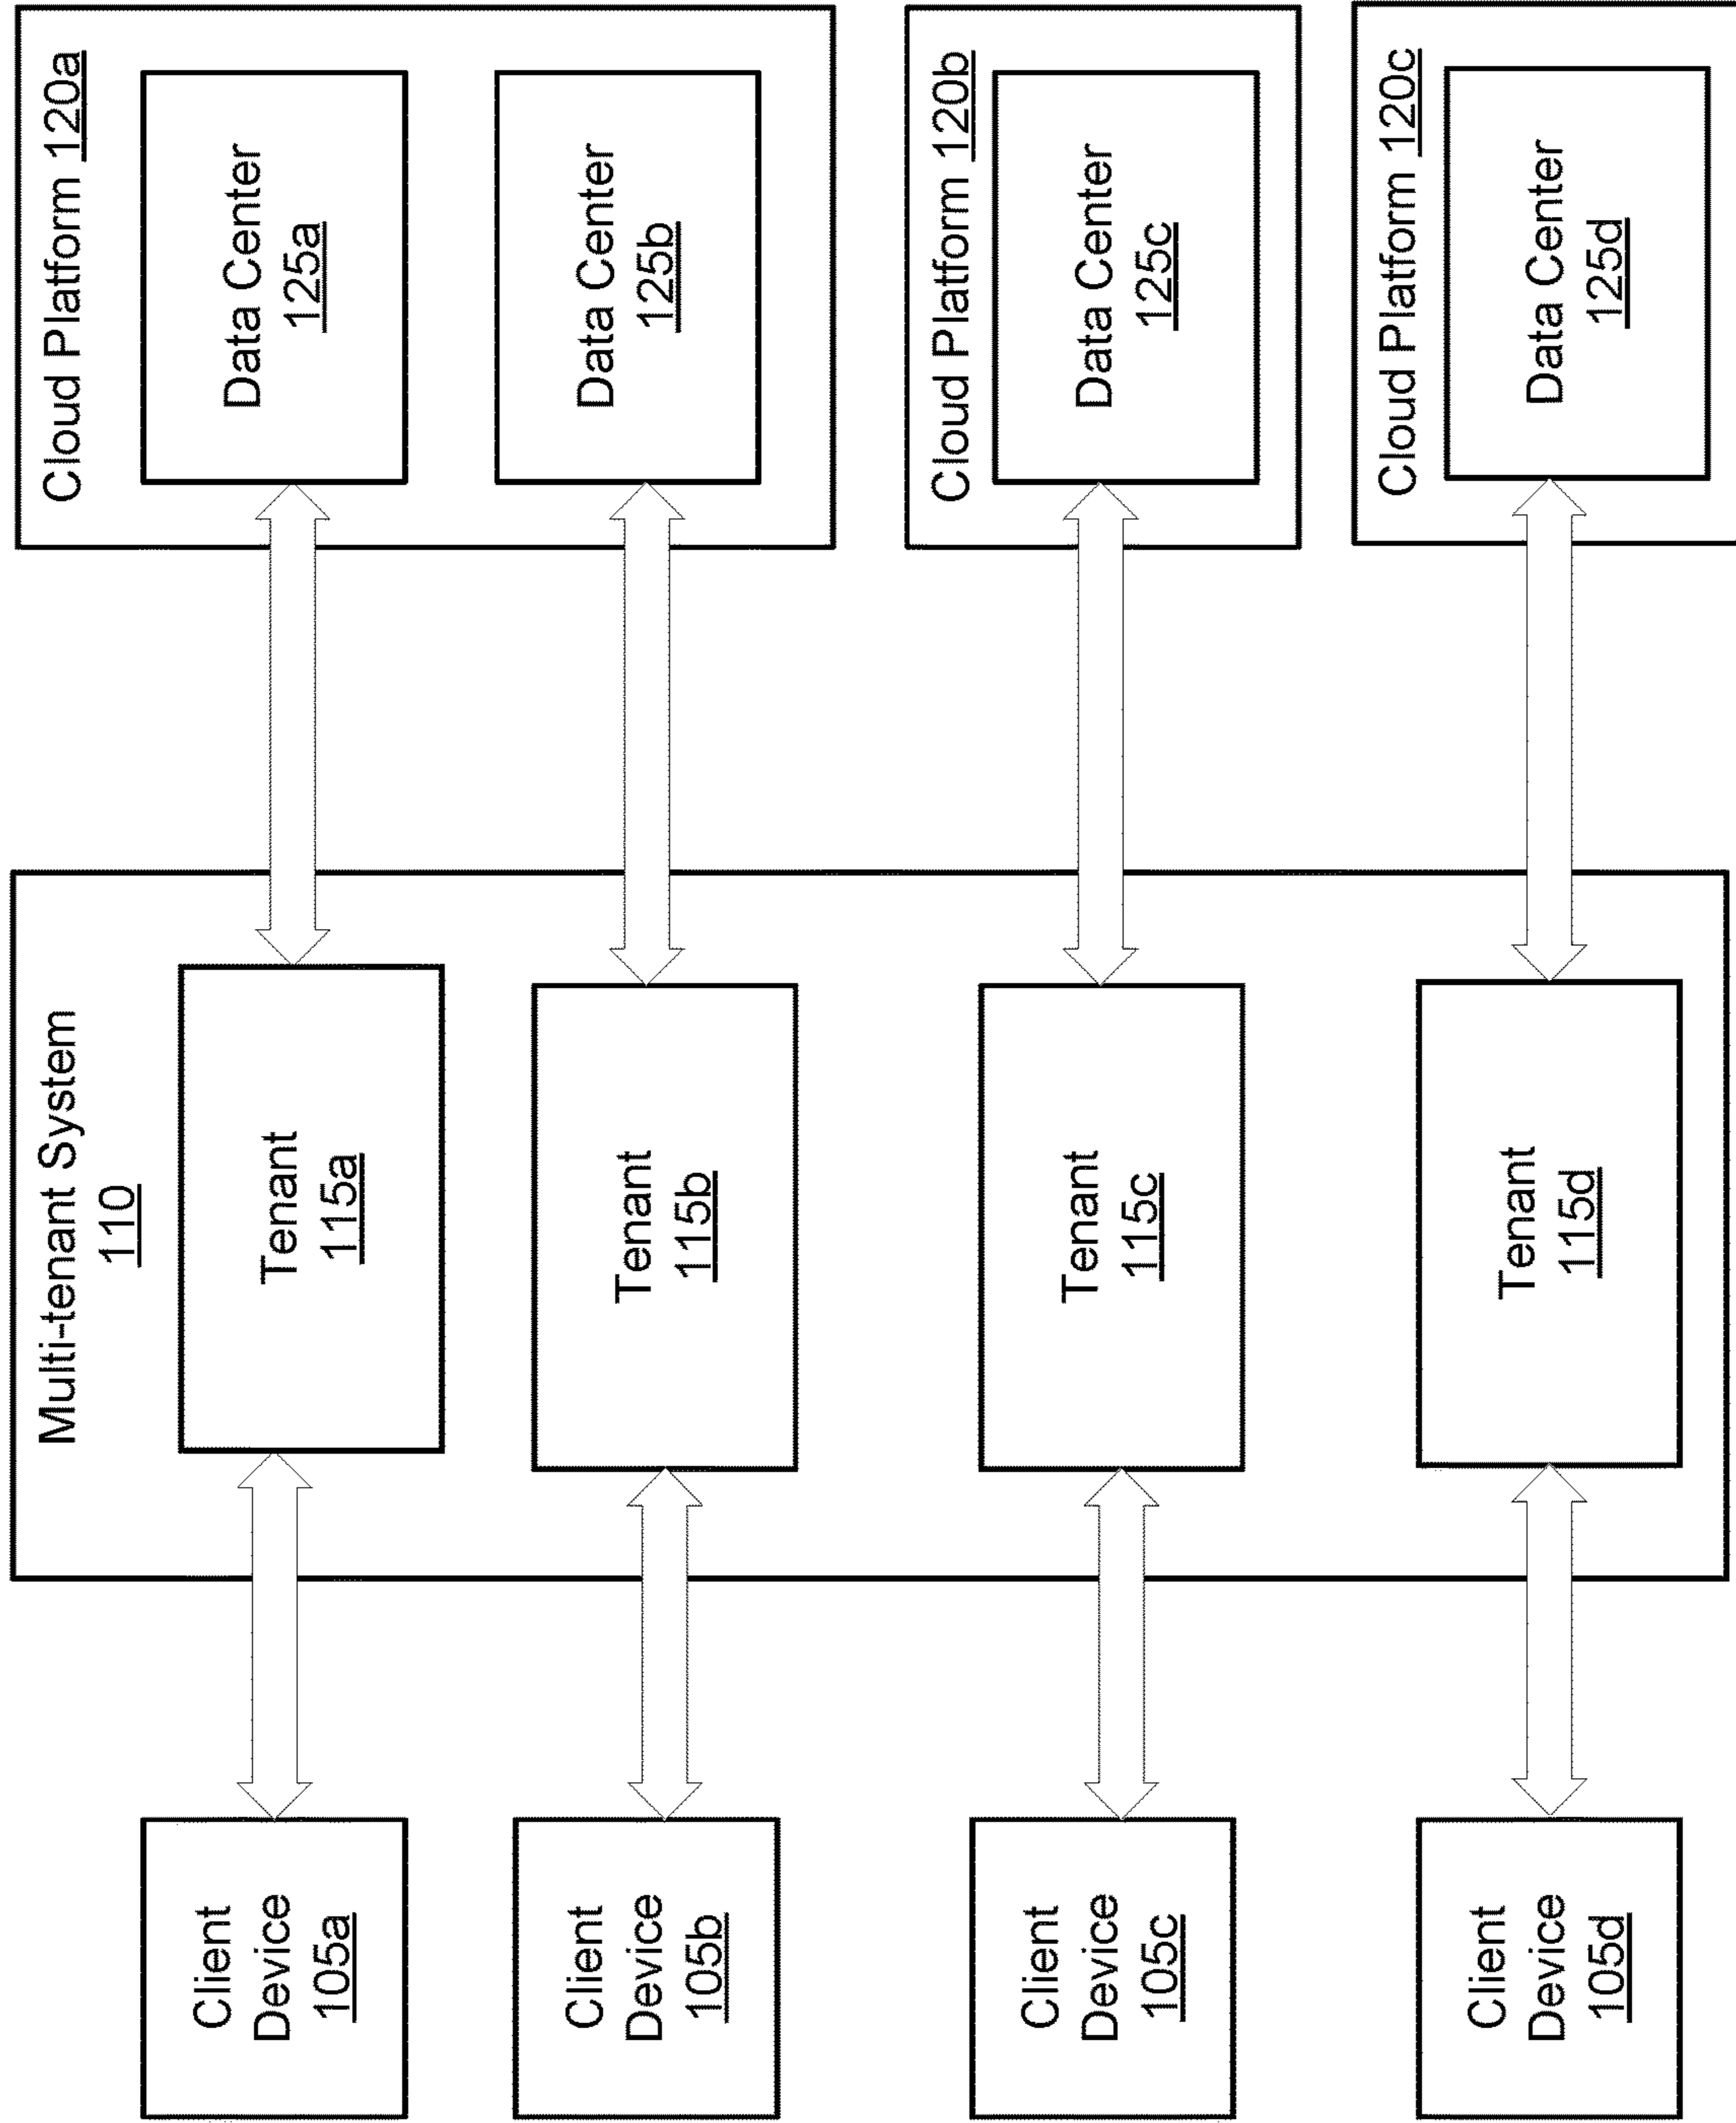 Client
Device
105a
Client
Device
105b
Client
Device
105c
Client
Device
105d
Multi-tenant System
110
Tenant
115a
Tenant
115b
Tenant
115c
Tenant
115d
Cloud Platform 120a
Data Center
125a
Data Center
125b
Cloud Platform 120b
Data Center
125c
Cloud Platform 120c
Data Center
125d